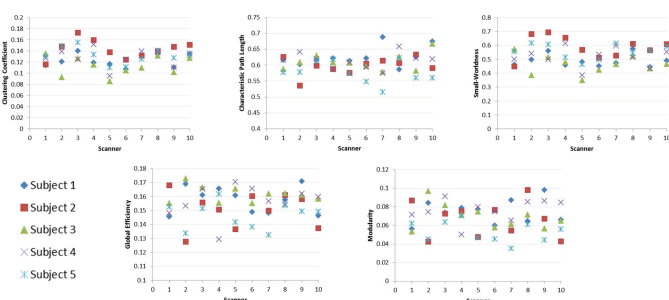 0.2
0.18
0.16
0.14
0.12
0.1
0.08
0.06
0.04
0.02
0
Clustering Coefficient
0 1 2 3 4 5 6 7 8 9 10
Scanner
0.75
0.7
0.65
0.6
0.55
0.5
0.45
0.4
Characteristic Path Length
0 1 2 3 4 5 6 7 8 9 10
Scanner
0.8
0.7
0.6
0.5
0.4
0.3
0.2
0.1
0
Small-Worldness
0 1 2 3 4 5 6 7 8 9 10
Scanner
Subject 1
Subject 2
Subject 3
Subject 4
Subject 5
0.18
0.17
0.16
0.15
0.14
0.13
0.12
0.11
0.1
Global Efficiency
0 1 2 3 4 5 6 7 8 9 10
Scanner
0.12
0.1
0.08
0.06
0.04
0.02
0
Modularity
0 1 2 3 4 5 6 7 8 9 10
Scanner